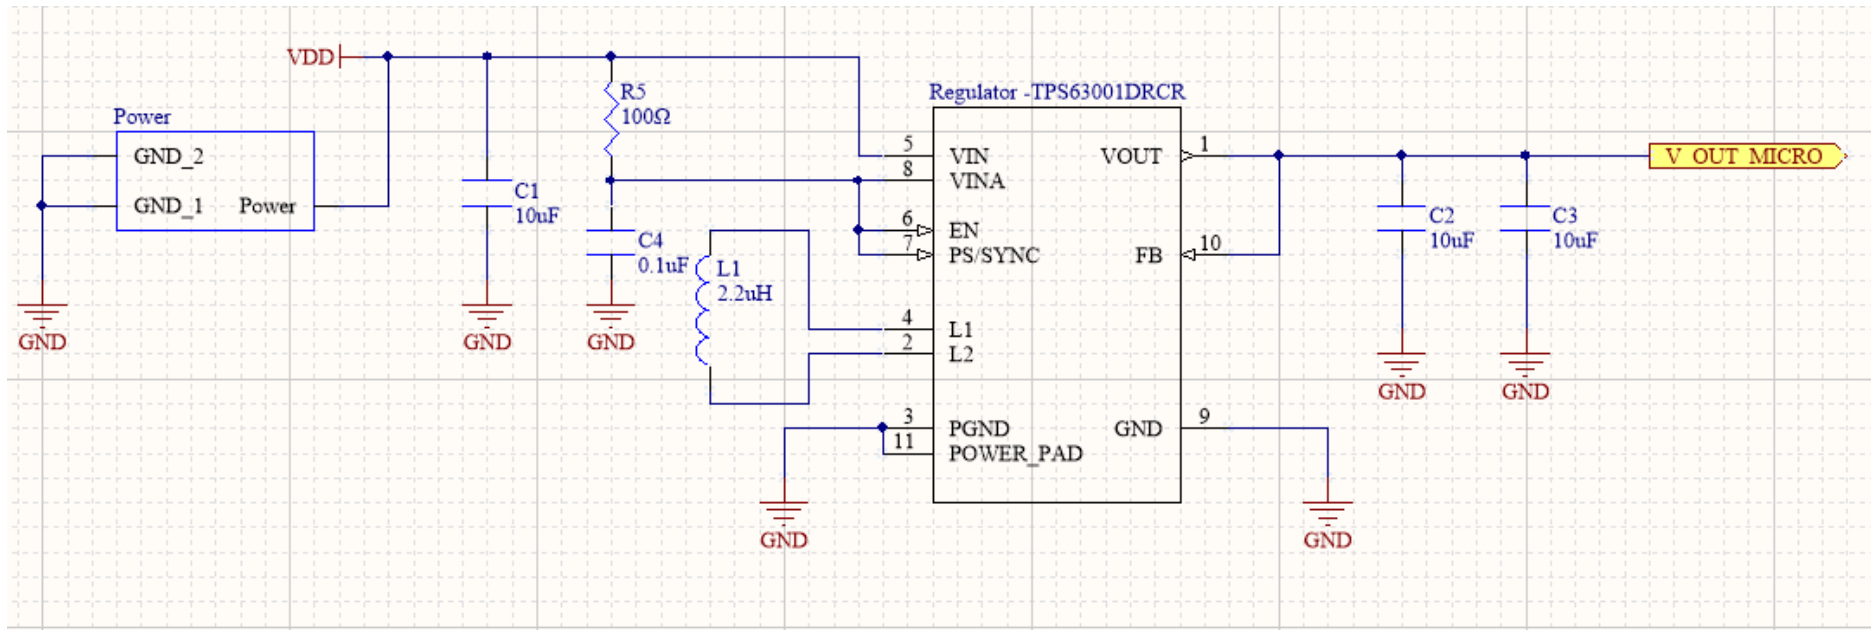 VDD
Power
GND_2
GND_1
Power
GND
C1
10uF
GND
R5
100Ω
C4
0.1uF
GND
L1
2.2uH
Regulator -TPS63001DRCR
5
VIN
8
VINA
6
EN
7
PS/SYNC
4
L1
2
L2
3
PGND
11
POWER_PAD
GND
VOUT
1
FB
10
GND
9
GND
C2
10uF
GND
C3
10uF
GND
V_OUT_MICRO